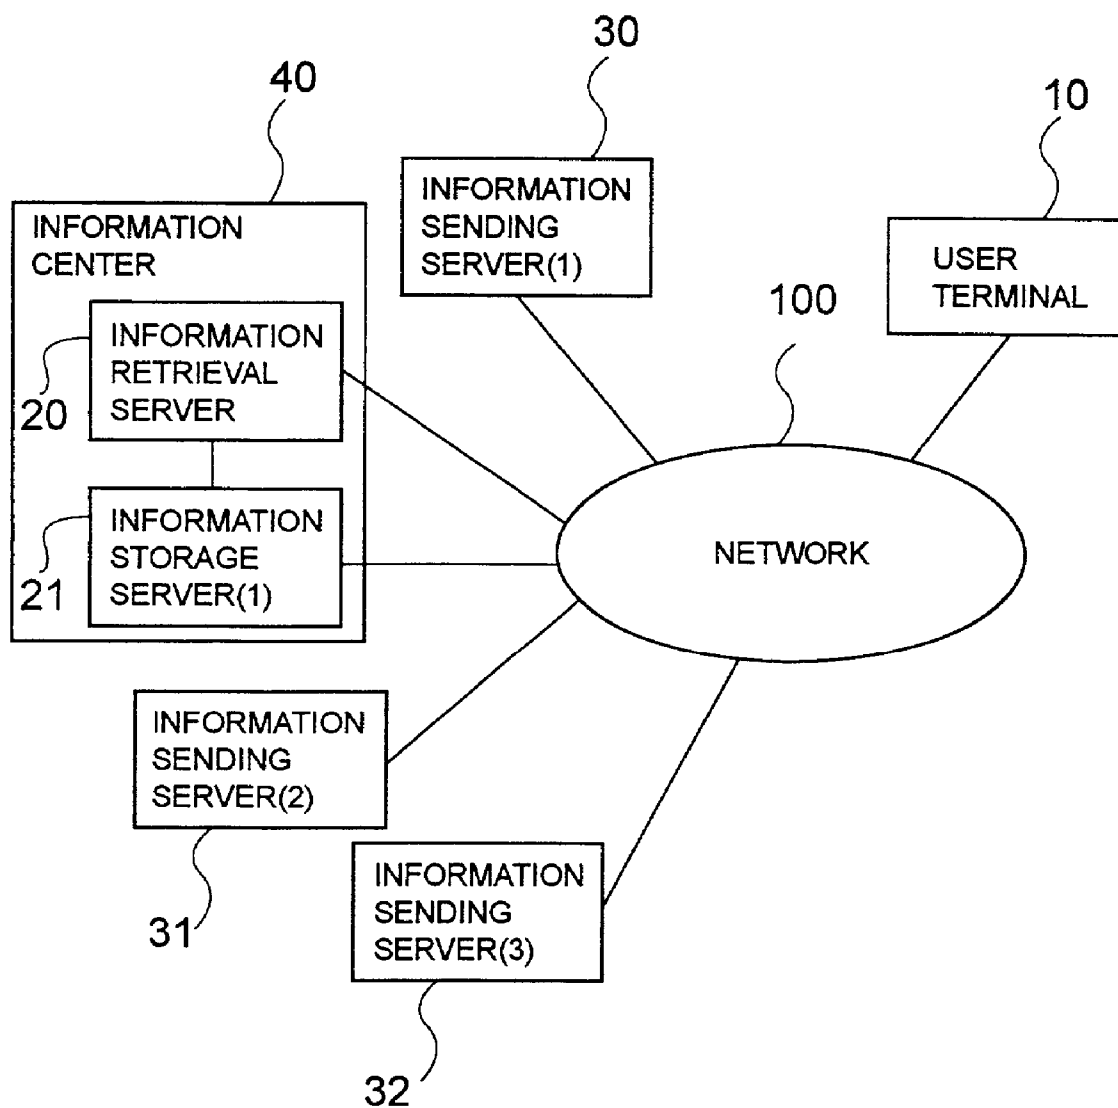 30
40
10
INFORMATION
SENDING
SERVER(1)
INFORMATION
CENTER
USER
TERMINAL
100
INFORMATION
RETRIEVAL
SERVER
20
INFORMATION
STORAGE
SERVER(1)
21
NETWORK
INFORMATION
SENDING
SERVER(2)
31
INFORMATION
SENDING
SERVER(3)
32